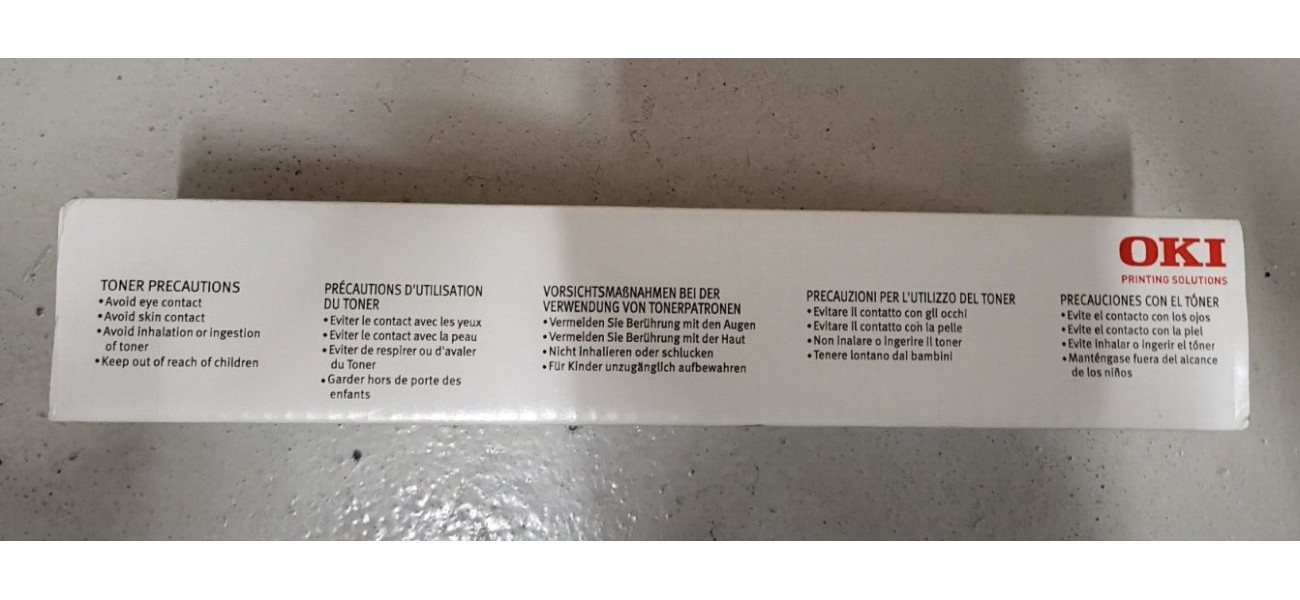 OKI
PRINTING SOLUTIONS
TONER PRECAUTIONS
•Avoid eye contact
•Avoid skin contact
•Avoid inhalation or ingestion
of toner
•Keep out of reach of children
PRÉCAUTIONS D'UTILISATION
DU TONER
•Eviter le contact avec les yeux
•Eviter le contact avec la peau
•Eviter de respirer ou d'avaler
du Toner
•Garder hors de porte des
enfants
VORSICHTSMAßNAHMEN BEI DER
VERWENDUNG VON TONERPATRONEN
•Vermeiden Sie Berührung mit den Augen
•Vermeiden Sie Berührung mit der Haut
•Nicht inhalieren oder schlucken
•Für Kinder unzugänglich aufbewahren
PRECAUZIONI PER L'UTILIZZO DEL TONER
•Evitare il contatto con gli occhi
•Evitare il contatto con la pelle
•Non inalare o ingerire il toner
•Tenere lontano dai bambini
PRECAUCIONES CON EL TÓNER
•Evite el contacto con los ojos
•Evite el contacto con la piel
•Evite inhalar o ingerir el tóner
•Manténgase fuera del alcance
de los niños